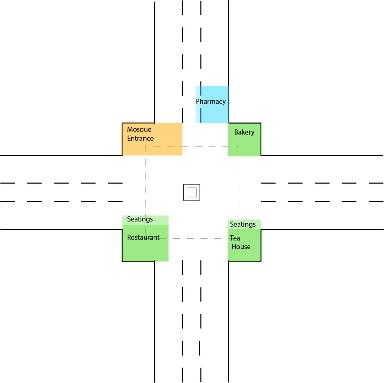 Pharmacy
Mosque
Entrance
Bakery
Seatings
Restaurant
Seatings
Tea
House